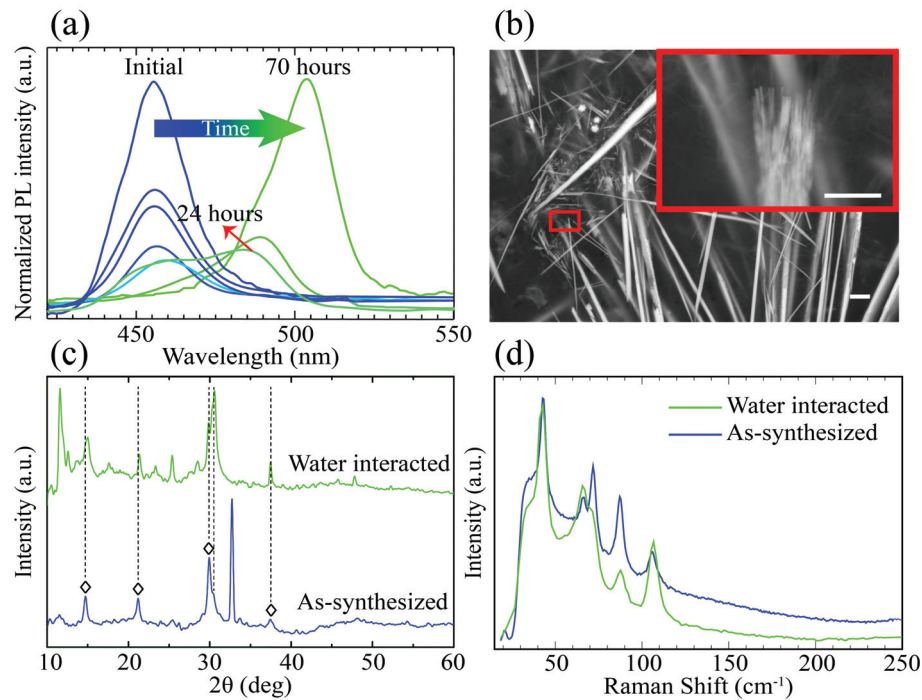 (a)
Initial
70 hours
Time
24 hours
Normalized PL intensity (a.u.)
450
500
550
Wavelength (nm)
(b)
(c)
Water interacted
As-synthesized
Intensity (a.u.)
10
20
30
40
50
60
2θ (deg)
(d)
Water interacted
As-synthesized
Intensity (a.u.)
50
100
150
200
250
Raman Shift (cm⁻¹)